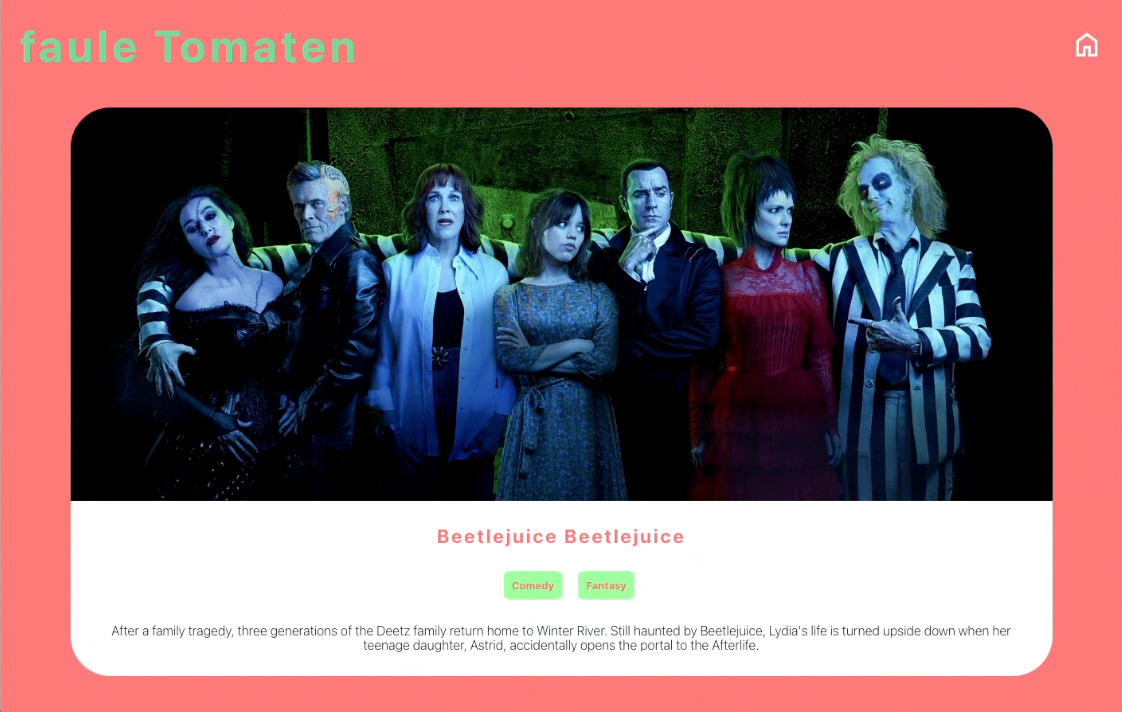 faule Tomaten
Beetlejuice Beetlejuice
Comedy Fantasy
After a family tragedy, three generations of the Deetz family return home to Winter River. Still haunted by Beetlejuice, Lydia's life is turned upside down when her
teenage daughter, Astrid, accidentally opens the portal to the Afterlife.